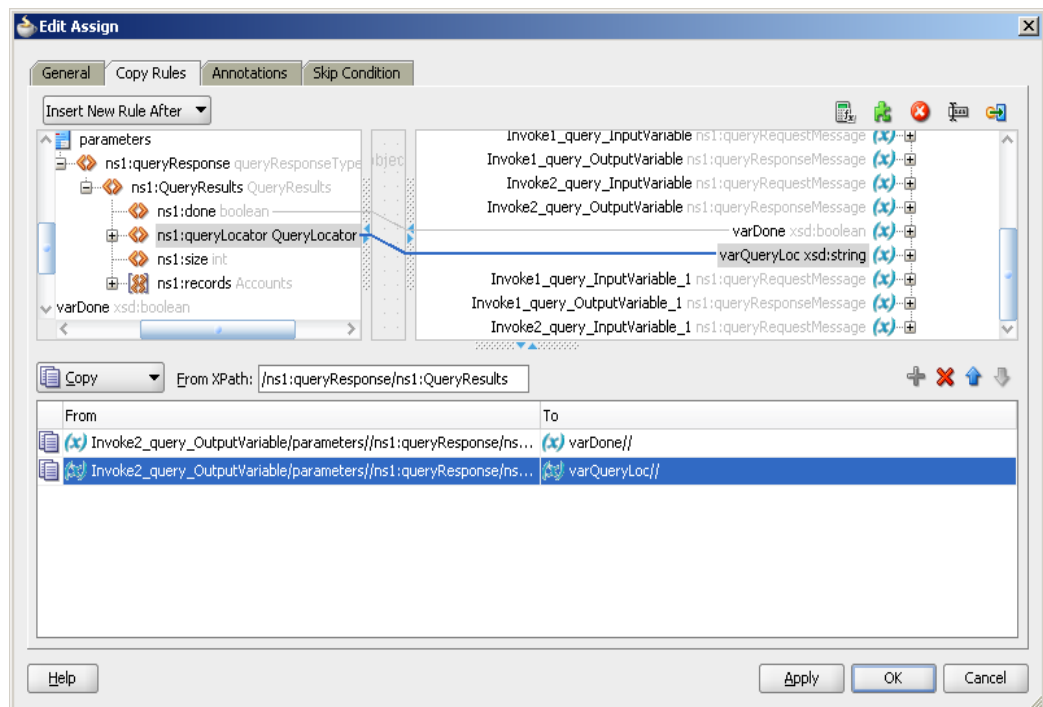 Edit Assign
General Copy Rules Annotations Skip Condition
Insert New Rule After
parameters
ns1:queryResponse queryResponseType
ns1:QueryResults QueryResults
ns1:done boolean
ns1:queryLocator QueryLocator
ns1:size int
ns1:records Accounts
varDone xsd:boolean
bjec
Invoke1_query_InputVariable ns1:queryRequestMessage (x)
Invoke1_query_OutputVariable ns1:queryResponseMessage (x)
Invoke2_query_InputVariable ns1:queryRequestMessage (x)
Invoke2_query_OutputVariable ns1:queryResponseMessage (x)
varDone xsd:boolean (x)
varQueryLoc xsd:string (x)
Invoke1_query_InputVariable_1 ns1:queryRequestMessage (x)
Invoke1_query_OutputVariable_1 ns1:queryResponseMessage (x)
Invoke2_query_InputVariable_1 ns1:queryRequestMessage (x)
Copy From XPath: /ns1:queryResponse/ns1:QueryResults
From To
(x) Invoke2_query_OutputVariable/parameters//ns1:queryResponse/ns... (x) varDone//
(x) Invoke2_query_OutputVariable/parameters//ns1:queryResponse/ns... (x) varQueryLoc//
Help Apply OK Cancel